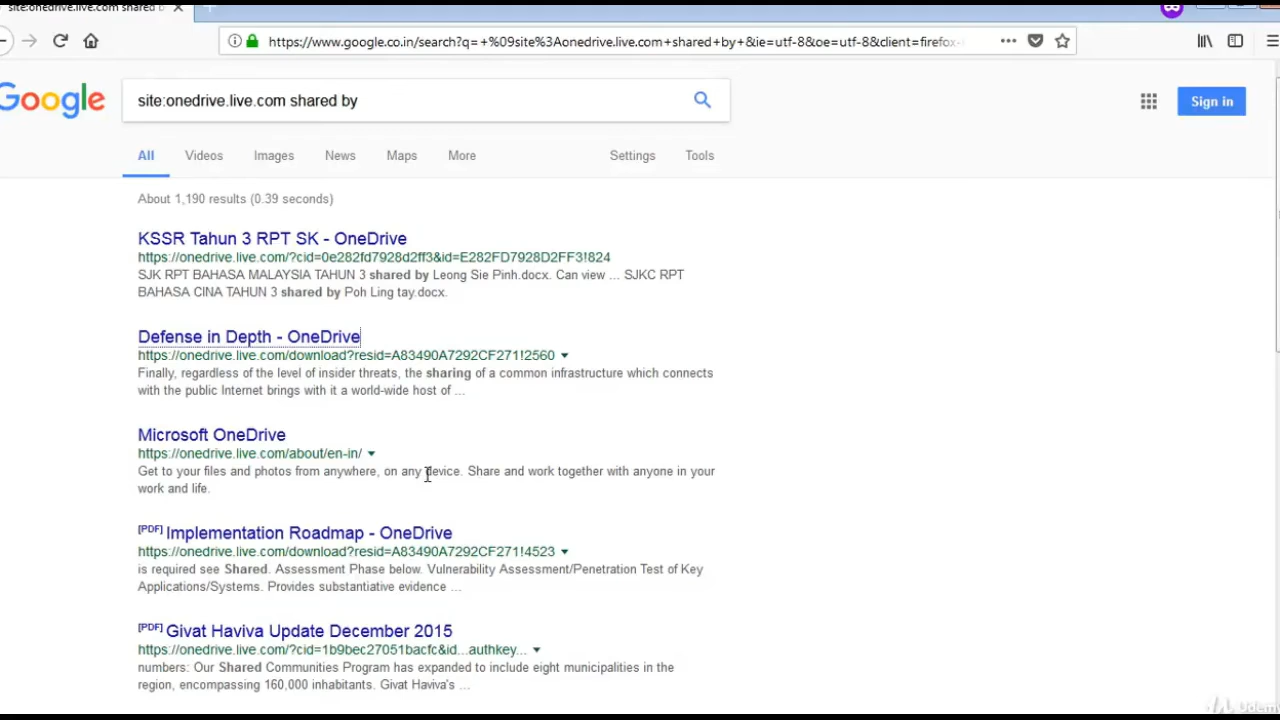 site:onedrive.live.com shared b
https://www.google.co.in/search?q= +%09site%3Aonedrive.live.com+shared+by+&ie=utf-8&oe=utf-8&client=firefox-
Google
site:onedrive.live.com shared by
Sign in
All Videos Images News Maps More Settings Tools
About 1,190 results (0.39 seconds)
KSSR Tahun 3 RPT SK - OneDrive
https://onedrive.live.com/?cid=0e282fd7928d2ff3&id=E282FD7928D2FF3!824
SJK RPT BAHASA MALAYSIA TAHUN 3 shared by Leong Sie Pinh.docx. Can view ... SJKC RPT
BAHASA CINA TAHUN 3 shared by Poh Ling tay.docx.
Defense in Depth - OneDrive
https://onedrive.live.com/download?resid=A83490A7292CF271!2560
Finally, regardless of the level of insider threats, the sharing of a common infrastructure which connects
with the public Internet brings with it a world-wide host of ...
Microsoft OneDrive
https://onedrive.live.com/about/en-in/
Get to your files and photos from anywhere, on any device. Share and work together with anyone in your
work and life.
[PDF] Implementation Roadmap - OneDrive
https://onedrive.live.com/download?resid=A83490A7292CF271!4523
is required see Shared. Assessment Phase below. Vulnerability Assessment/Penetration Test of Key
Applications/Systems. Provides substantive evidence ...
[PDF] Givat Haviva Update December 2015
https://onedrive.live.com/?cid=1b9bec27051bacfc&id...authkey...
numbers: Our Shared Communities Program has expanded to include eight municipalities in the
region, encompassing 160,000 inhabitants. Givat Haviva's ...
Udemy